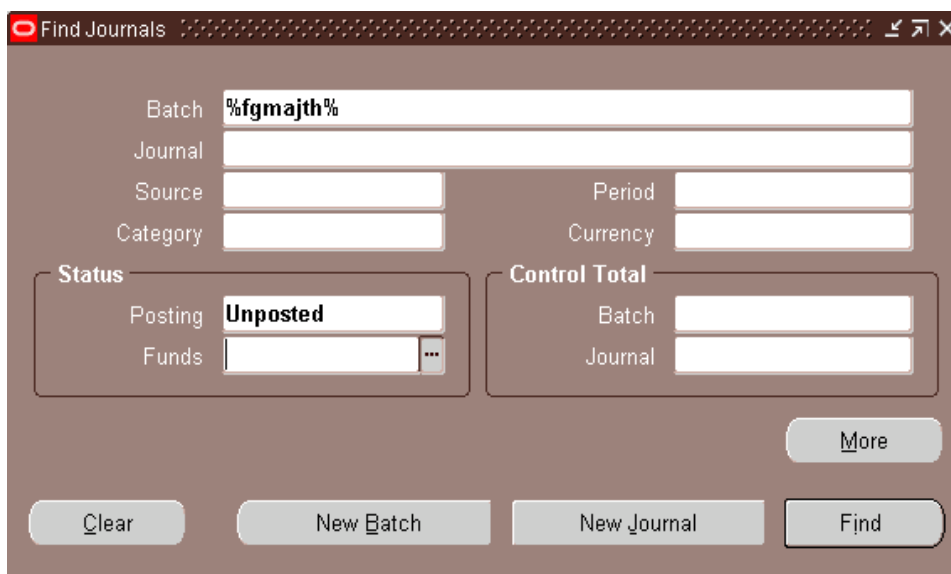 Find Journals
Batch %fgmajth%
Journal
Source Period
Category Currency
Status Control Total
Posting Unposted Batch
Funds ... Journal
More
Clear New Batch New Journal Find